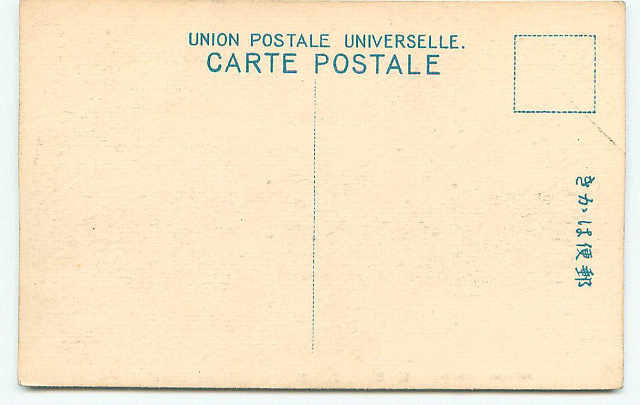 UNION POSTALE UNIVERSELLE.
CARTE POSTALE
郵便はかき